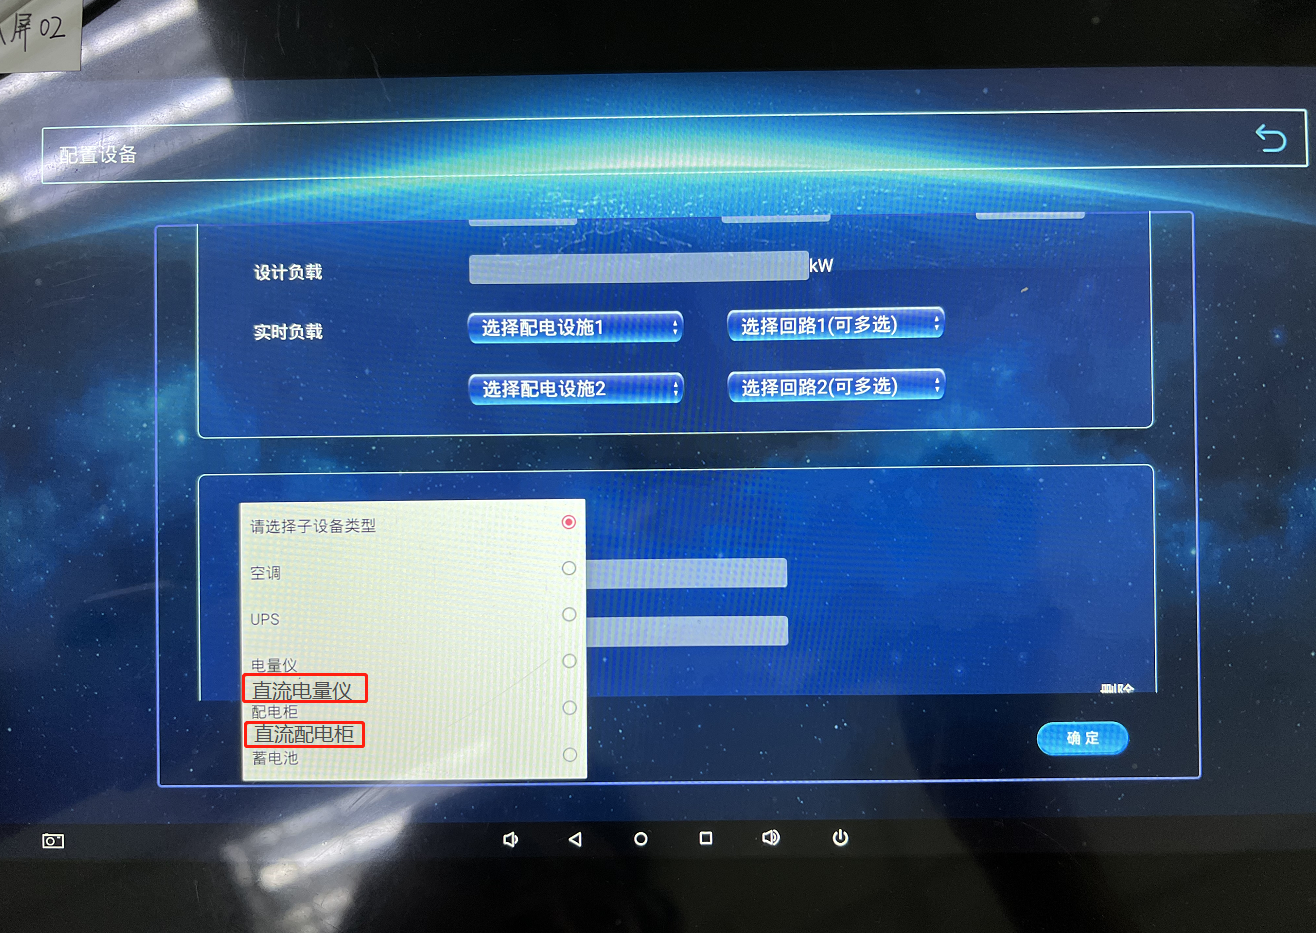 屏02
配置设备
设计负载 kW
实时负载 选择配电设施1 选择回路1(可多选)
选择配电设施2 选择回路2(可多选)
请选择子设备类型
空调
UPS
电量仪
直流电量仪
配电柜
直流配电柜
蓄电池
确定